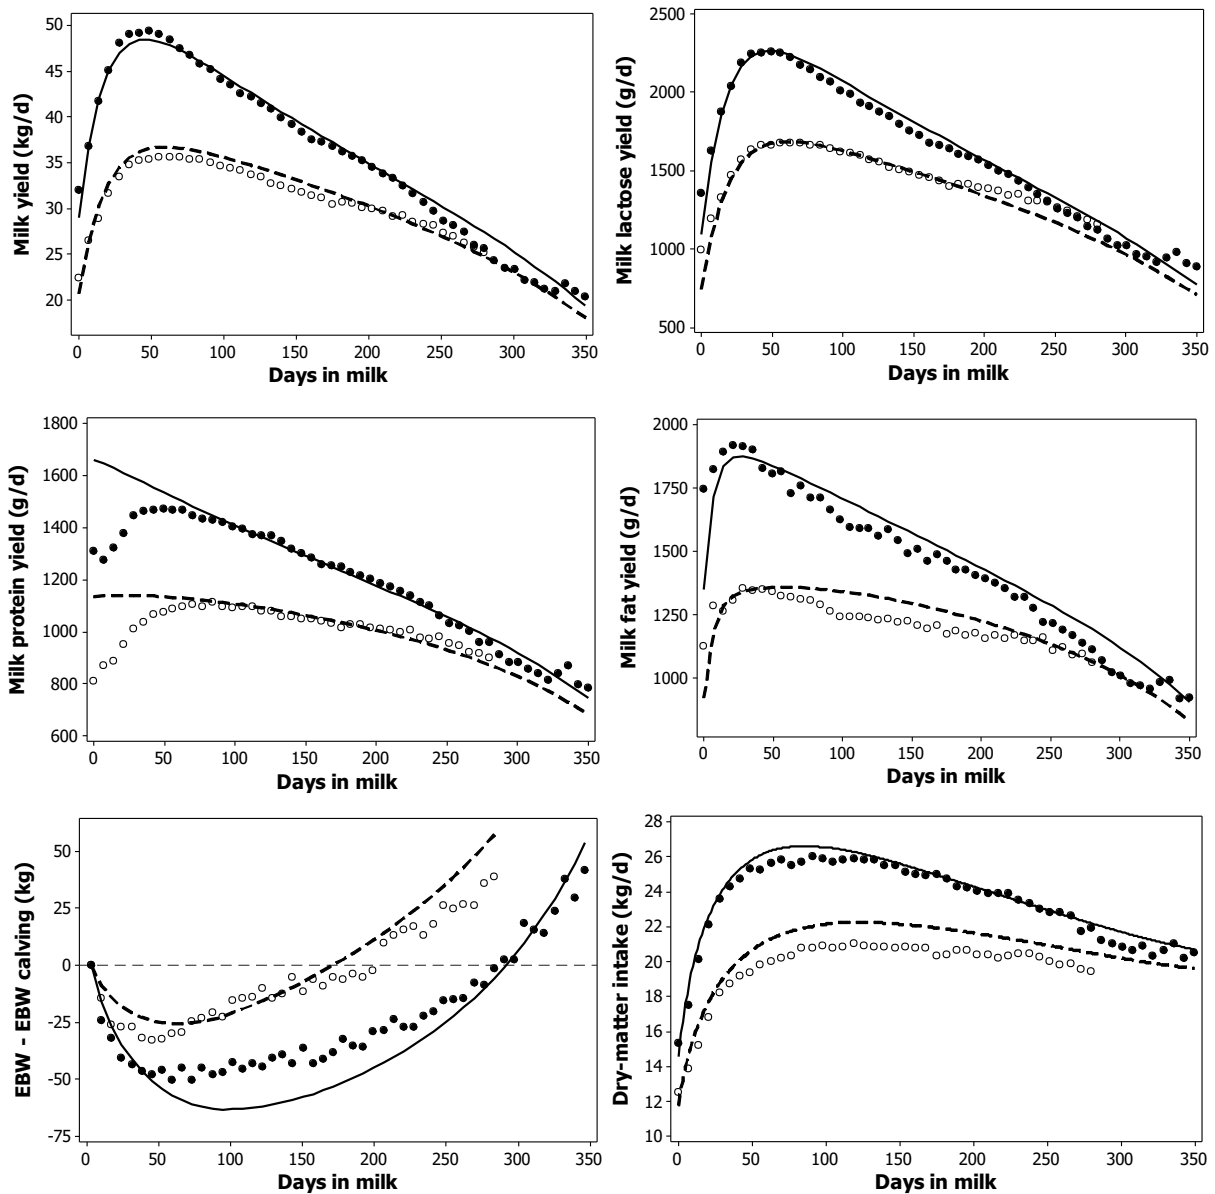 Milk yield (kg/d)
50
45
40
35
30
25
20
0 50 100 150 200 250 300 350
Days in milk
Milk lactose yield (g/d)
2500
2000
1500
1000
500
0 50 100 150 200 250 300 350
Days in milk
Milk protein yield (g/d)
1800
1600
1400
1200
1000
800
600
0 50 100 150 200 250 300 350
Days in milk
Milk fat yield (g/d)
2000
1750
1500
1250
1000
0 50 100 150 200 250 300 350
Days in milk
EBW - EBW calving (kg)
50
25
0
-25
-50
-75
0 50 100 150 200 250 300 350
Days in milk
Dry-matter intake (kg/d)
28
26
24
22
20
18
16
14
12
10
0 50 100 150 200 250 300 350
Days in milk